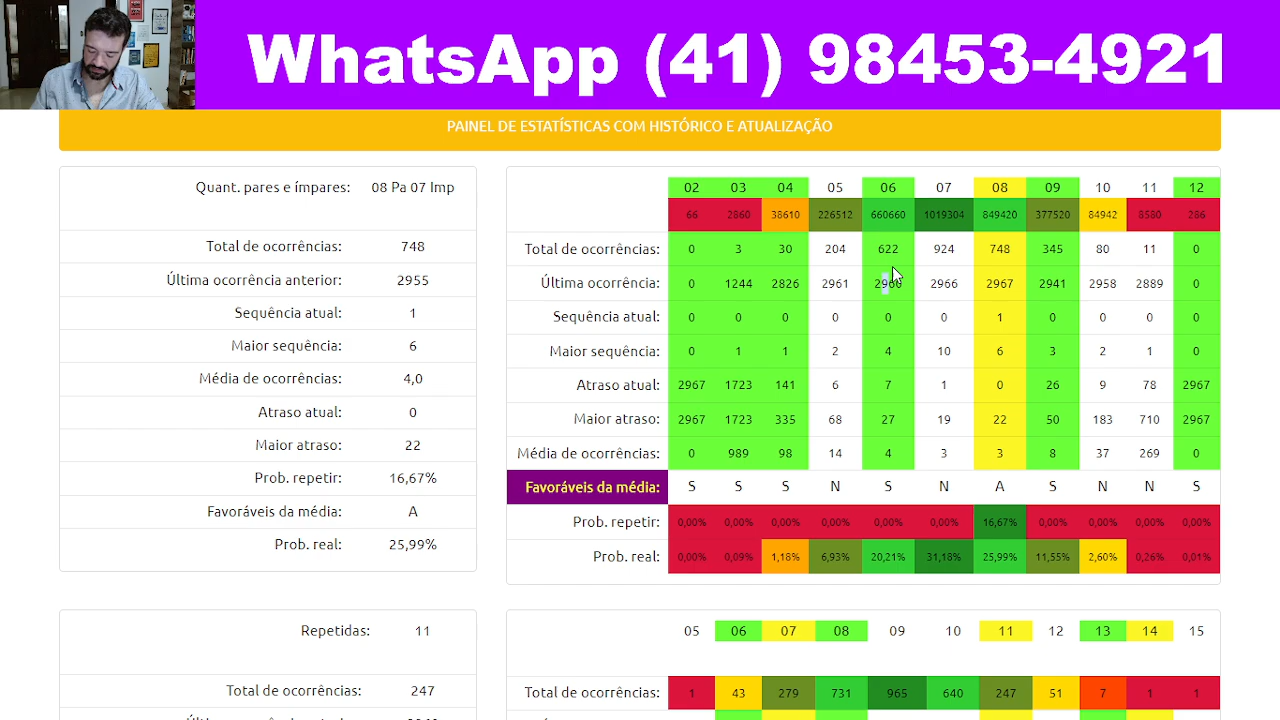 WhatsApp (41) 98453-4921
PAINEL DE ESTATÍSTICAS COM HISTÓRICO E ATUALIZAÇÃO
Quant. pares e ímpares: 08 Pa 07 Imp
Total de ocorrências: 748
Última ocorrência anterior: 2955
Sequência atual: 1
Maior sequência: 6
Média de ocorrências: 4,0
Atraso atual: 0
Maior atraso: 22
Prob. repetir: 16,67%
Favoráveis da média: A
Prob. real: 25,99%
02 03 04 05 06 07 08 09 10 11 12
66 2860 38610 226512 660660 1019304 849420 377520 84942 8580 286
Total de ocorrências: 0 3 30 204 622 924 748 345 80 11 0
Última ocorrência: 0 1244 2826 2961 2960 2966 2967 2941 2958 2889 0
Sequência atual: 0 0 0 0 0 0 1 0 0 0 0
Maior sequência: 0 1 1 2 4 10 6 3 2 1 0
Atraso atual: 2967 1723 141 6 7 1 0 26 9 78 2967
Maior atraso: 2967 1723 335 68 27 19 22 50 183 710 2967
Média de ocorrências: 0 989 98 14 4 3 3 8 37 269 0
Favoráveis da média: S S S N S N A S N N S
Prob. repetir: 0,00% 0,00% 0,00% 0,00% 0,00% 0,00% 16,67% 0,00% 0,00% 0,00% 0,00%
Prob. real: 0,00% 0,09% 1,18% 6,93% 20,21% 31,18% 25,99% 11,55% 2,60% 0,26% 0,01%
Repetidas: 11
Total de ocorrências: 247
05 06 07 08 09 10 11 12 13 14 15
Total de ocorrências: 1 43 279 731 965 640 247 51 7 1 1